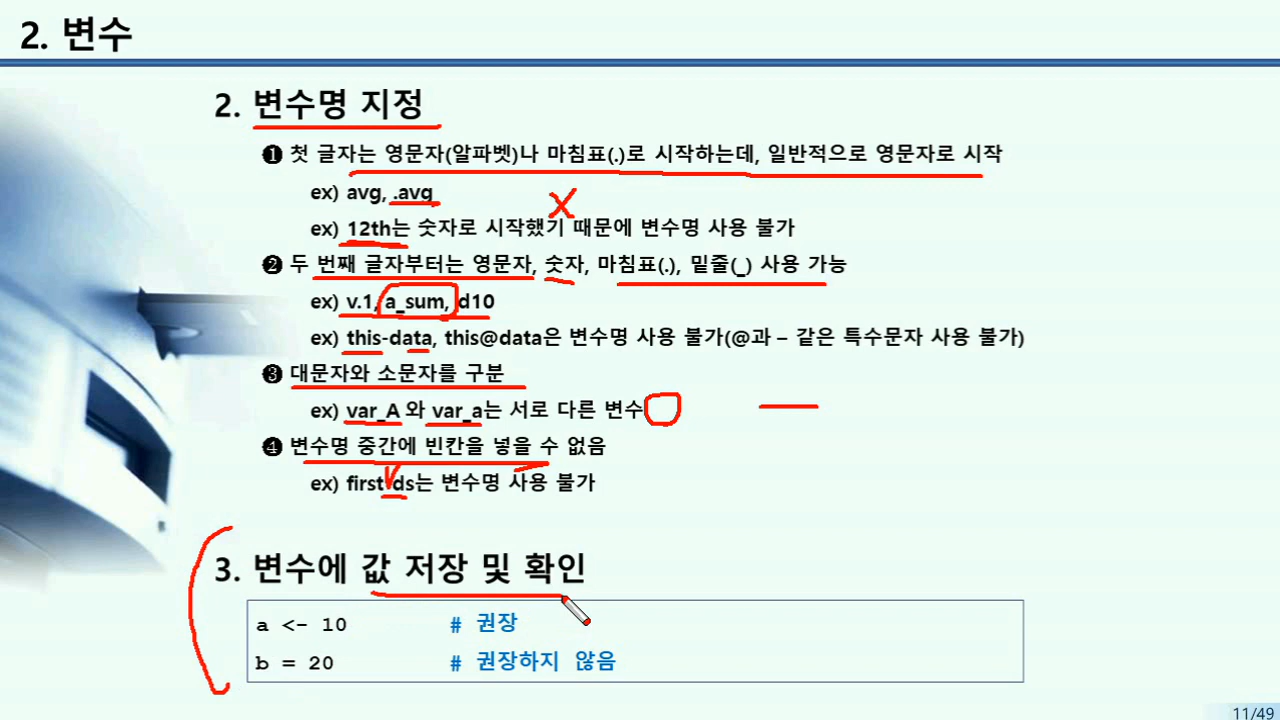 2. 변수
2. 변수명 지정
❶ 첫 글자는 영문자(알파벳)나 마침표(.)로 시작하는데, 일반적으로 영문자로 시작
ex) avg, .avg
ex) 12th는 숫자로 시작했기 때문에 변수명 사용 불가
❷ 두 번째 글자부터는 영문자, 숫자, 마침표(.), 밑줄(_) 사용 가능
ex) v.1, a_sum, d10
ex) this-data, this@data은 변수명 사용 불가(@과 – 같은 특수문자 사용 불가)
❸ 대문자와 소문자를 구분
ex) var_A 와 var_a는 서로 다른 변수
❹ 변수명 중간에 빈칸을 넣을 수 없음
ex) first ds는 변수명 사용 불가
3. 변수에 값 저장 및 확인
a <- 10 # 권장
b = 20 # 권장하지 않음
11/49